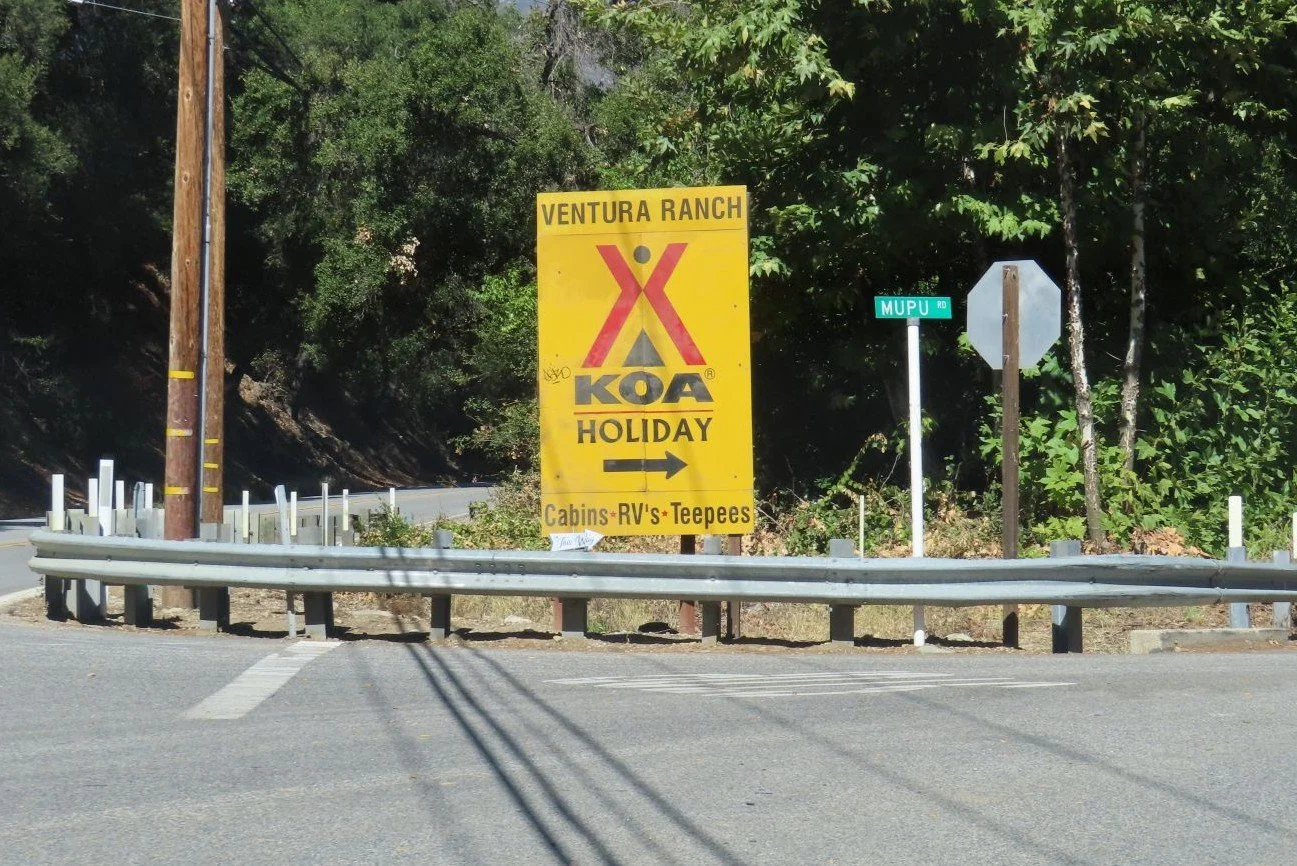 VENTURA RANCH
KOA®
HOLIDAY
Cabins★RV's★Teepees
MUPU RD